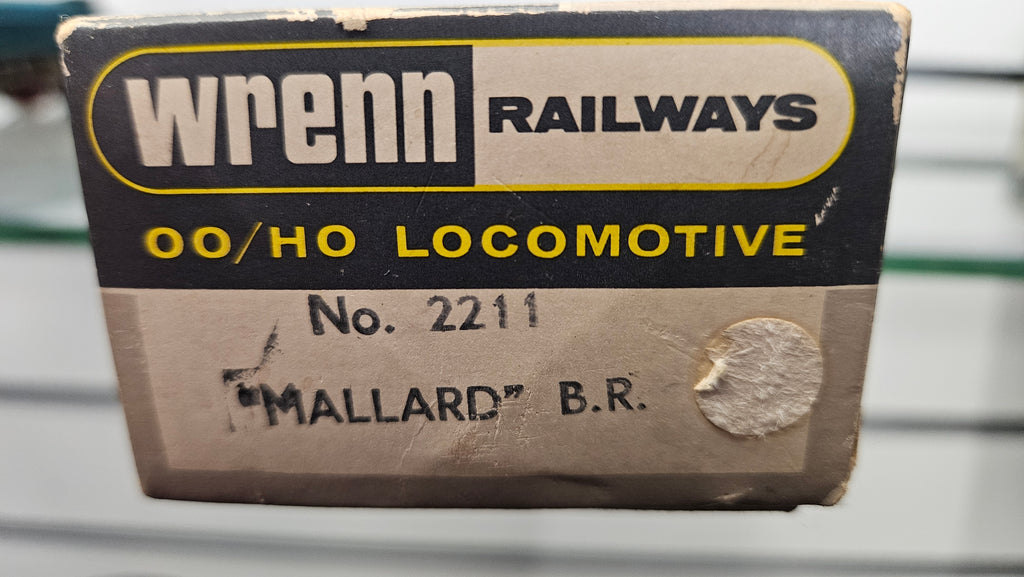 wrenn RAILWAYS
OO/HO LOCOMOTIVE
No. 2211
"MALLARD" B.R.